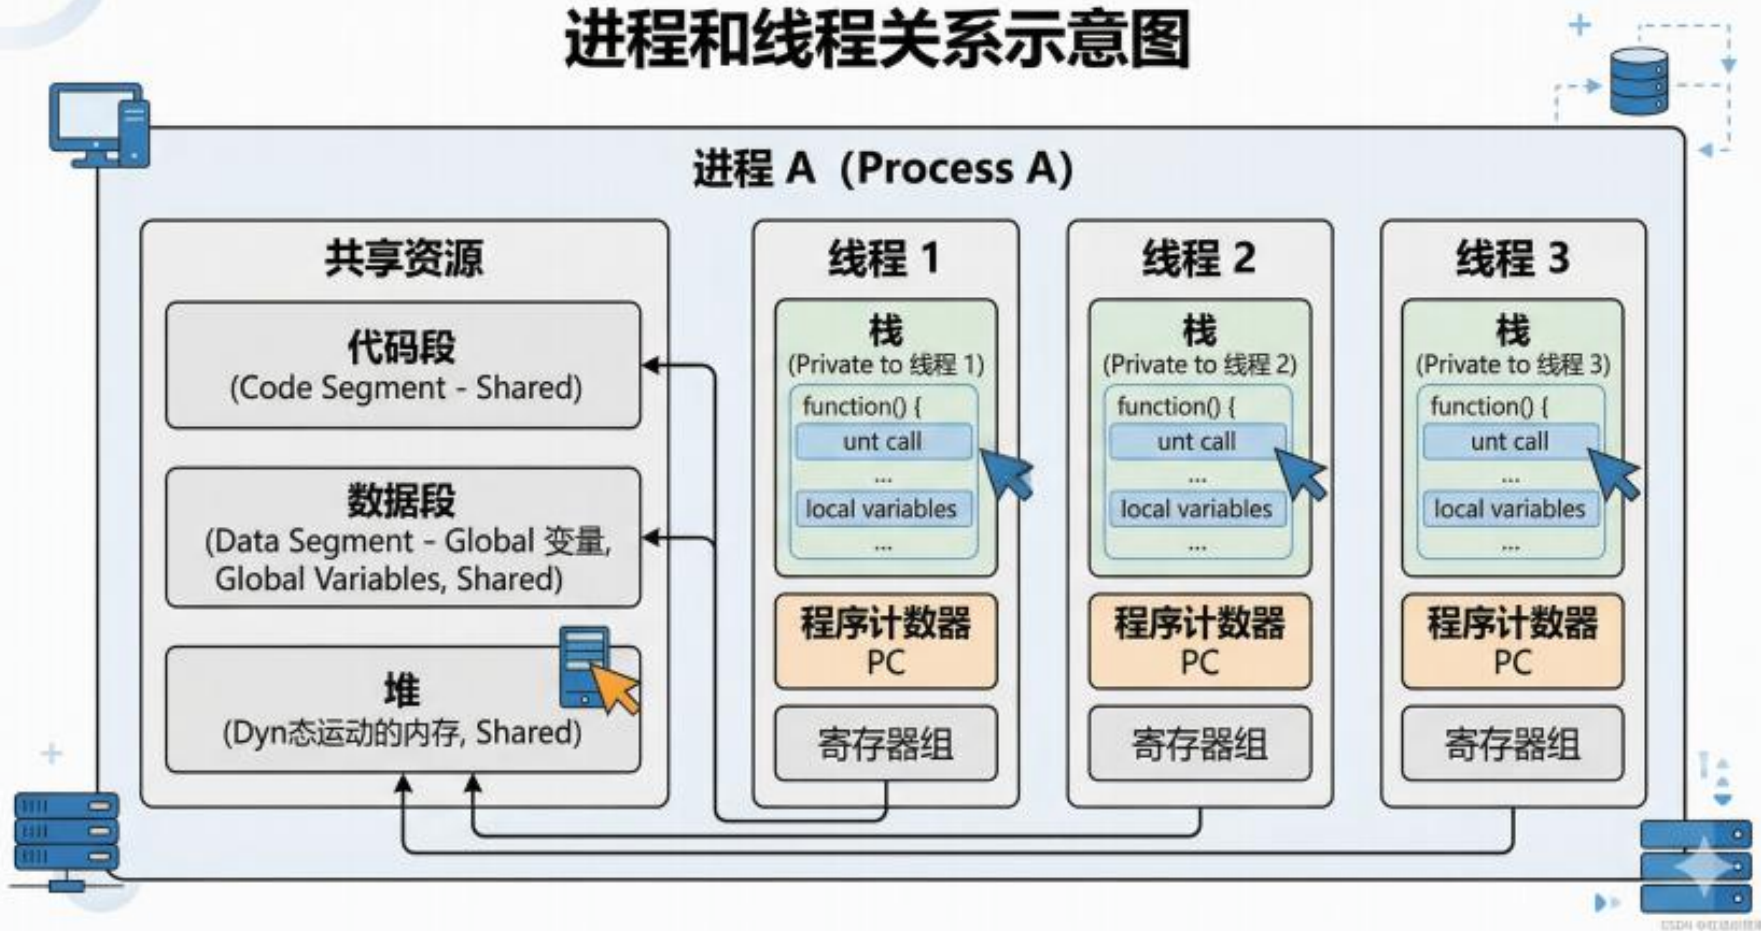 进程和线程关系示意图
进程 A（Process A）
共享资源
代码段
(Code Segment - Shared)
数据段
(Data Segment - Global 变量,
Global Variables, Shared)
堆
(Dyn态运动的内存, Shared)
线程 1
栈
(Private to 线程 1)
function() {
unt call
...
local variables
...
程序计数器
PC
寄存器组
线程 2
栈
(Private to 线程 2)
function() {
unt call
...
local variables
...
程序计数器
PC
寄存器组
线程 3
栈
(Private to 线程 3)
function() {
unt call
...
local variables
...
程序计数器
PC
寄存器组
CSDN